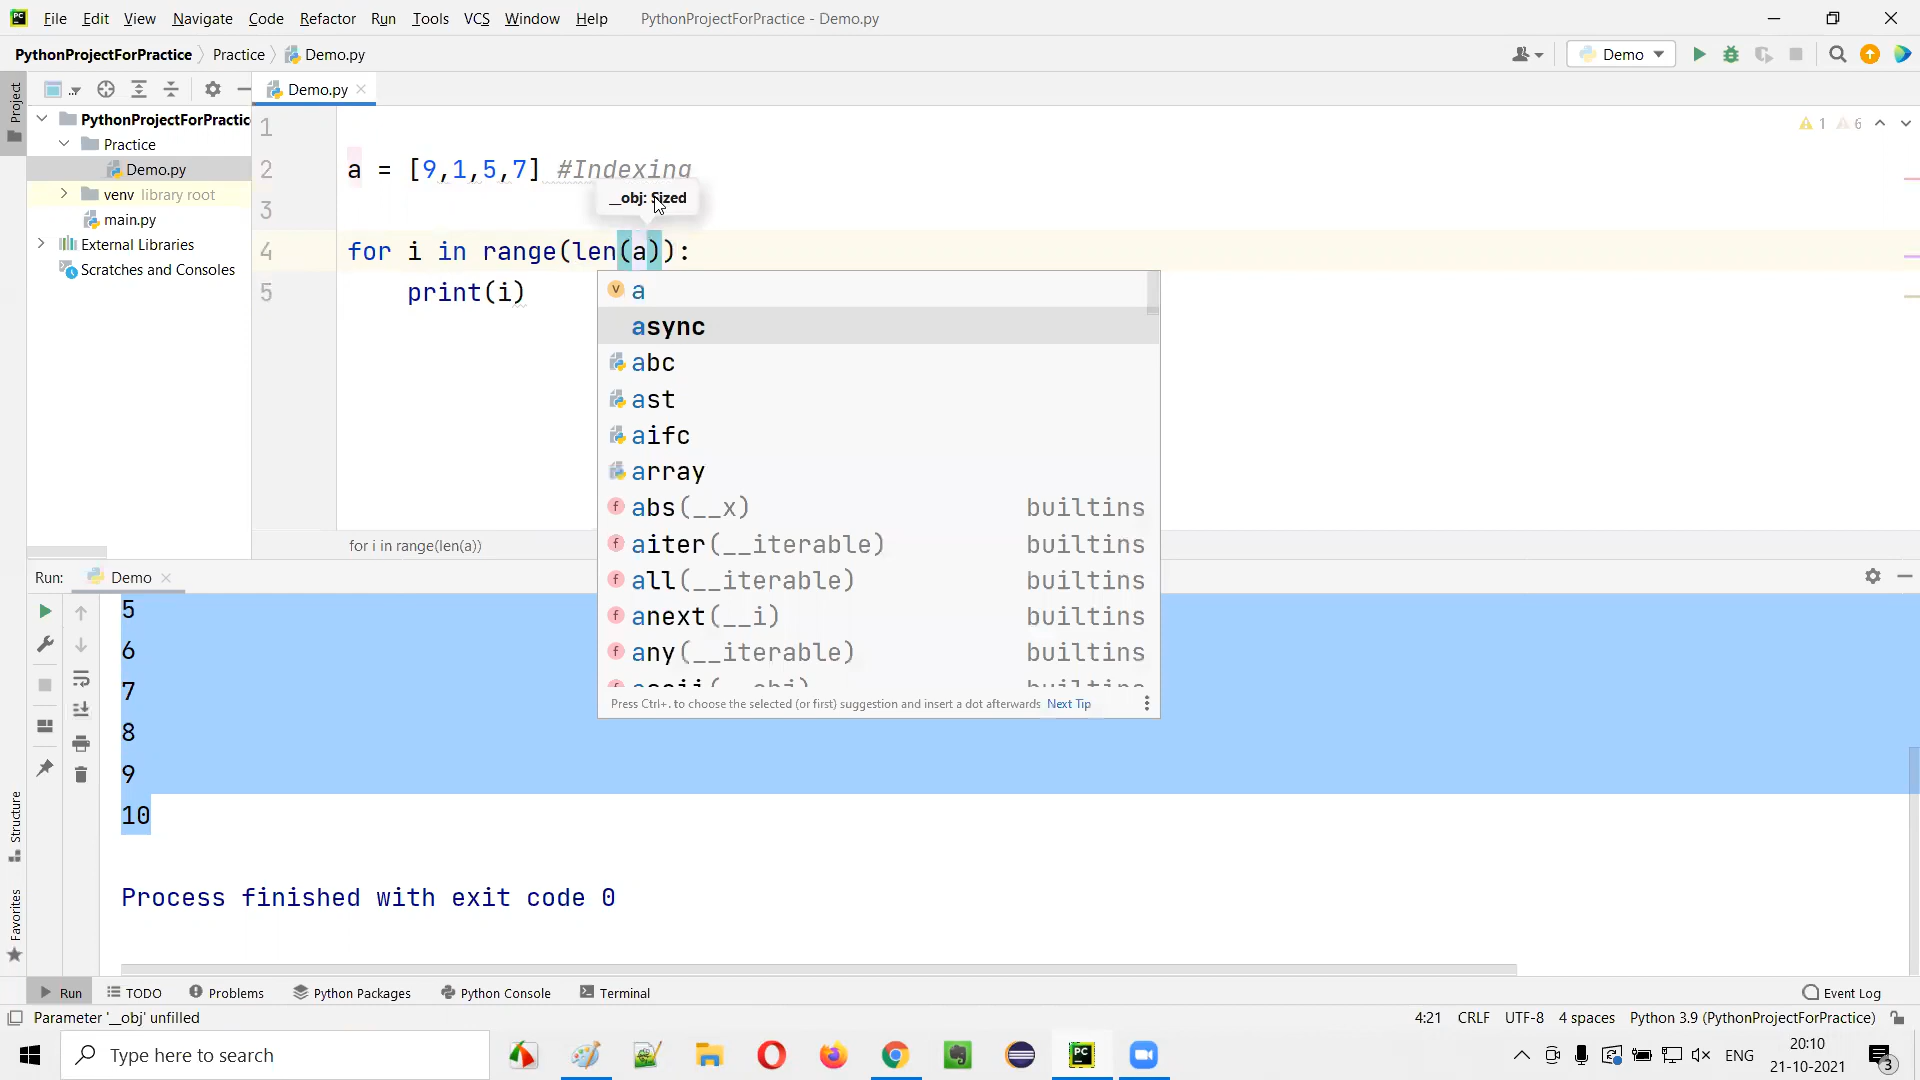 PC File Edit View Navigate Code Refactor Run Tools VCS Window Help PythonProjectForPractice - Demo.py
PythonProjectForPractice Practice Demo.py Demo
Project .. Demo.py
PythonProjectForPractic
Practice
Demo.py
venv library root
main.py
External Libraries
Scratches and Consoles
1
2 a = [9,1,5,7] #Indexing
1 6
3
__obj: Sized
4 for i in range(len(a)):
5 print(i)
a
async
abc
ast
aifc
array
abs(__x) builtins
aiter(__iterable) builtins
all(__iterable) builtins
anext(__i) builtins
any(__iterable) builtins
ascii(__obj) builtins
Press Ctrl+. to choose the selected (or first) suggestion and insert a dot afterwards Next Tip
for i in range(len(a))
Run: Demo
5
6
7
8
9
10
Process finished with exit code 0
Structure
Favorites
Run TODO Problems Python Packages Python Console Terminal Event Log
Parameter '__obj' unfilled 4:21 CRLF UTF-8 4 spaces Python 3.9 (PythonProjectForPractice)
Type here to search PC ENG 20:10
21-10-2021 3